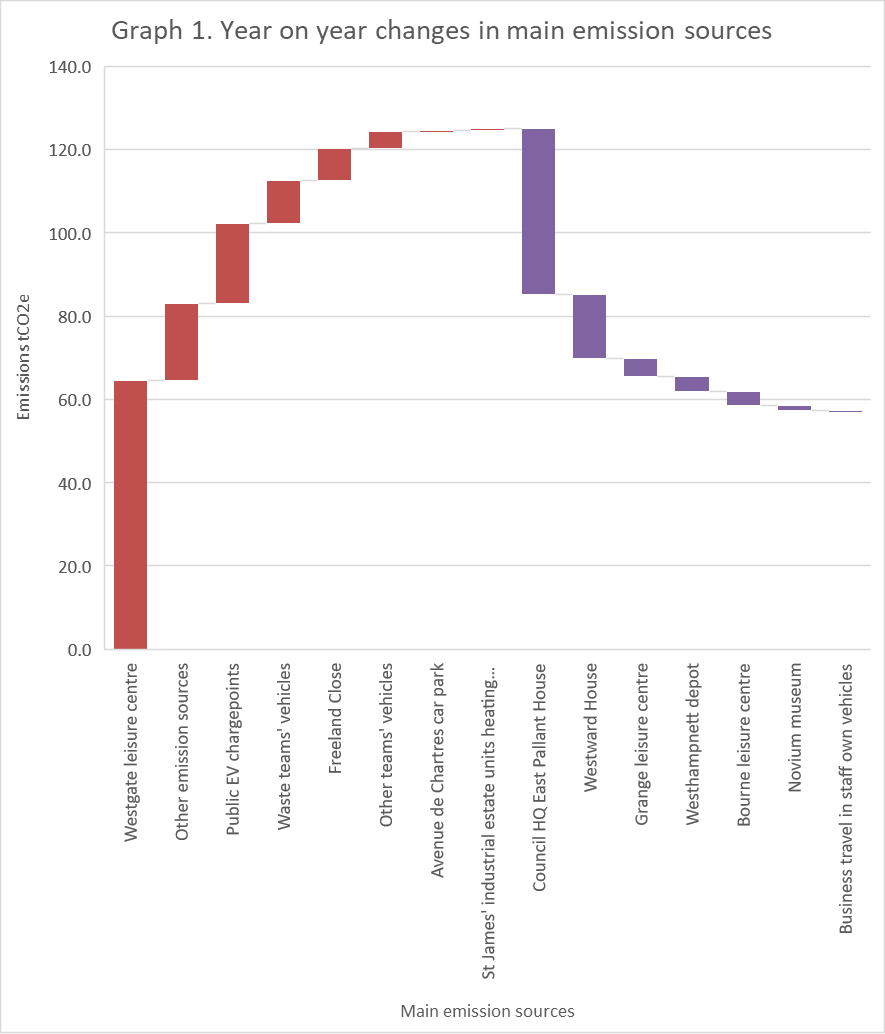 Graph 1. Year on year changes in main emission sources
140.0
120.0
100.0
80.0
60.0
40.0
20.0
0.0
Emissions tCO2e
Westgate leisure centre
Other emission sources
Public EV chargepoints
Waste teams' vehicles
Freeland Close
Other teams' vehicles
Avenue de Chartres car park
St James' industrial estate units heating...
Council HQ East Pallant House
Westward House
Grange leisure centre
Westhampnett depot
Bourne leisure centre
Novium museum
Business travel in staff own vehicles
Main emission sources